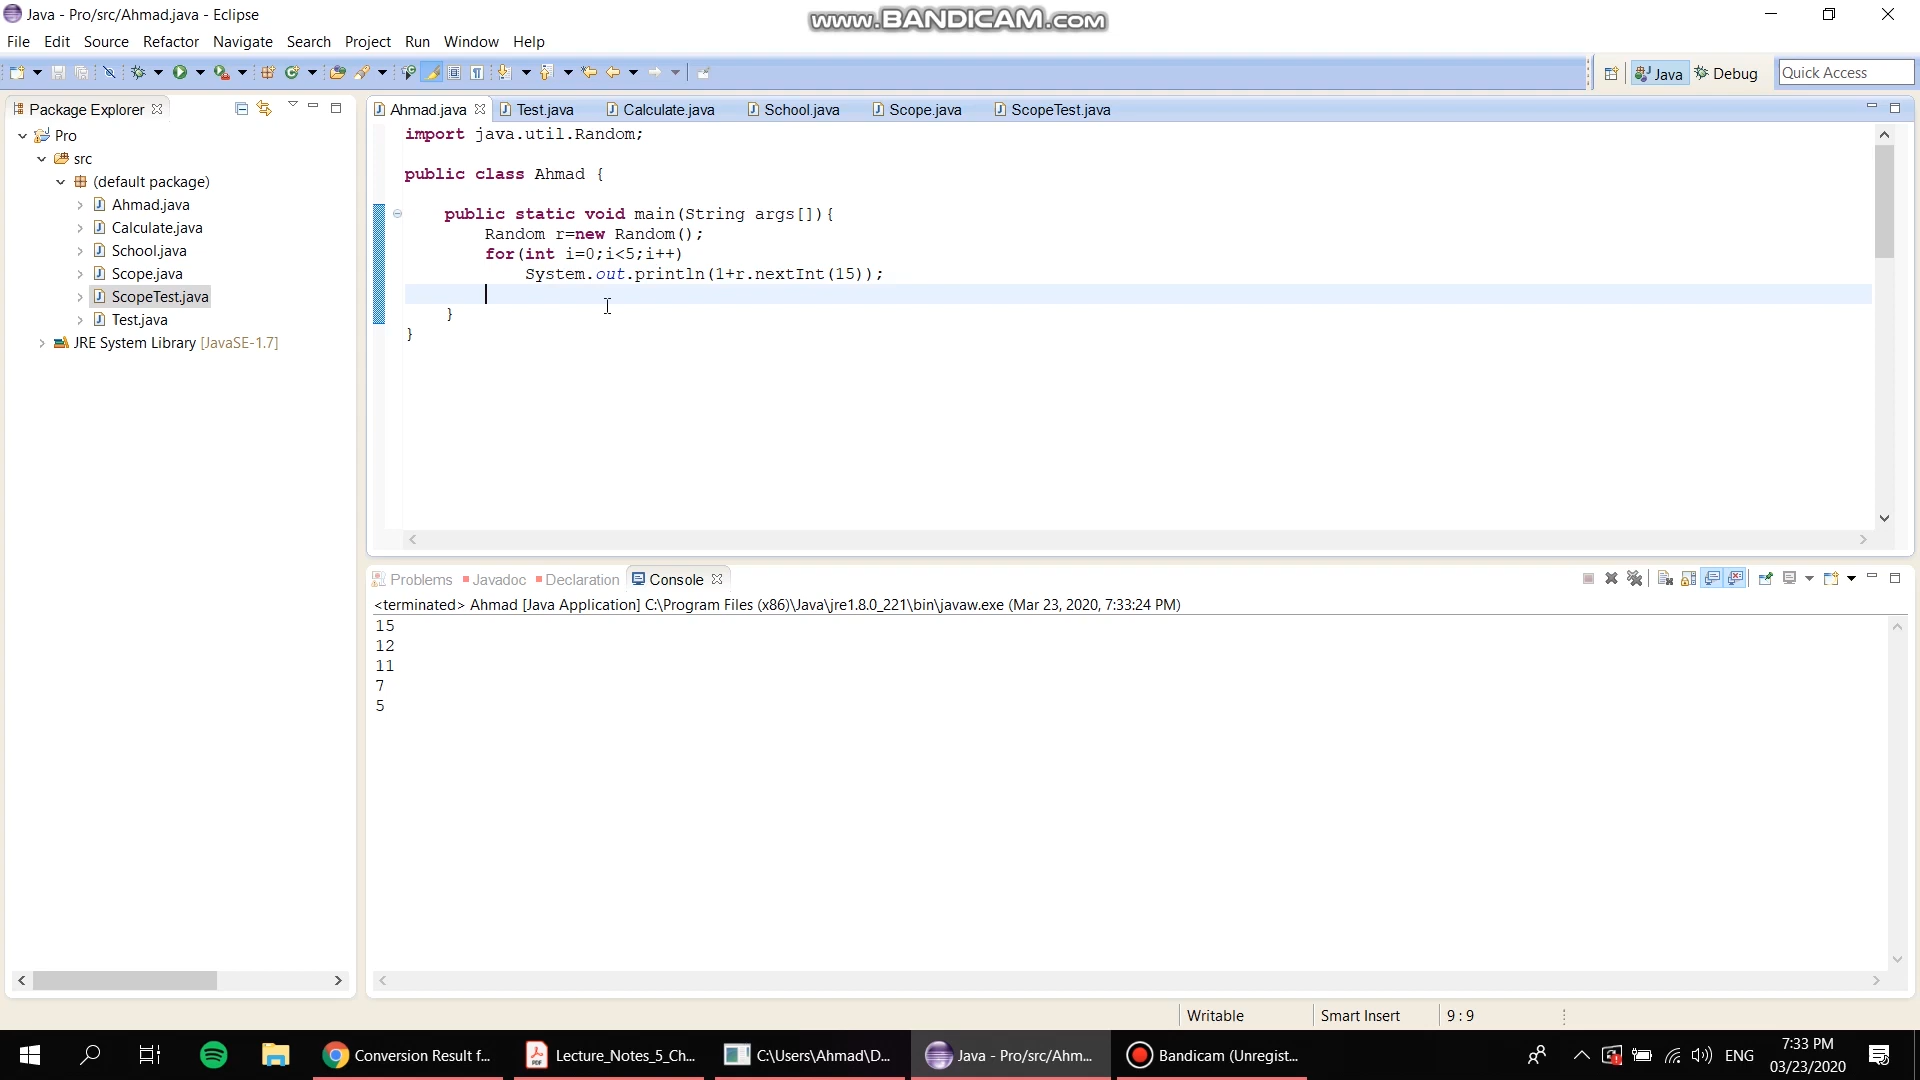 Java - Pro/src/Ahmad.java - Eclipse
www.BANDICAM.com
File Edit Source Refactor Navigate Search Project Run Window Help
Java Debug Quick Access
Package Explorer
Pro
src
(default package)
Ahmad.java
Calculate.java
School.java
Scope.java
ScopeTest.java
Test.java
JRE System Library [JavaSE-1.7]
Ahmad.java Test.java Calculate.java School.java Scope.java ScopeTest.java
import java.util.Random;
public class Ahmad {
public static void main(String args[]){
Random r=new Random();
for(int i=0;i<5;i++)
System.out.println(1+r.nextInt(15));
}
}
Problems Javadoc Declaration Console
<terminated> Ahmad [Java Application] C:\Program Files (x86)\Java\jre1.8.0_221\bin\javaw.exe (Mar 23, 2020, 7:33:24 PM)
15
12
11
7
5
Writable Smart Insert 9 : 9
Conversion Result f... Lecture_Notes_5_Ch... C:\Users\Ahmad\D... Java - Pro/src/Ahm... Bandicam (Unregist... ENG
7:33 PM
03/23/2020